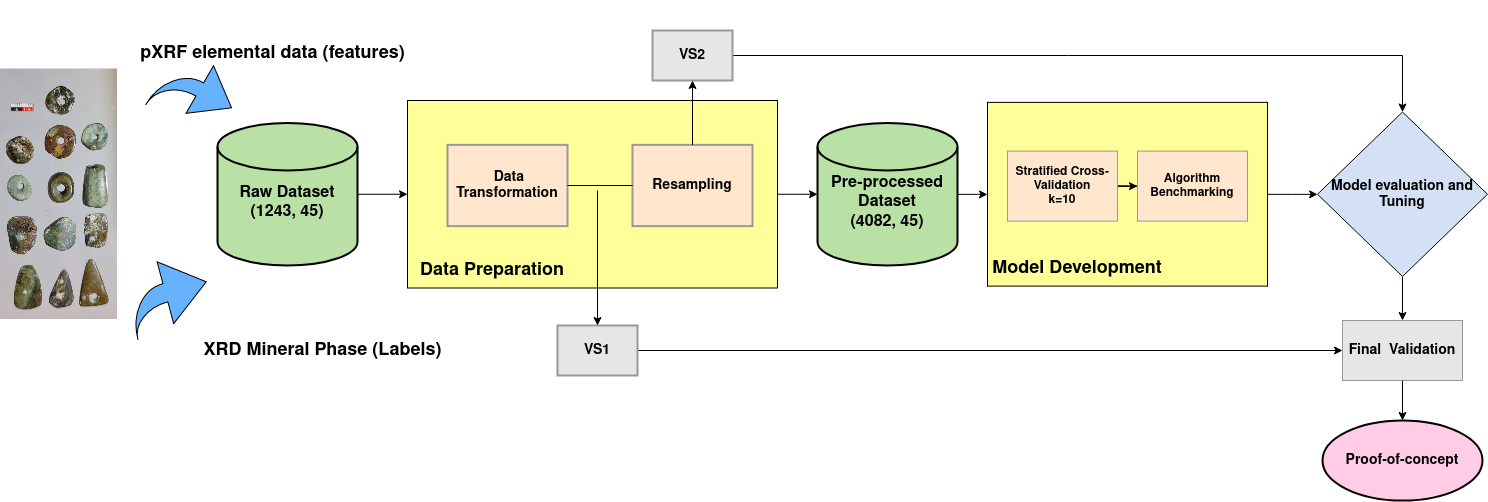 pXRF elemental data (features)
VS2
Raw Dataset
(1243, 45)
Data
Transformation
Resampling
Data Preparation
Pre-processed
Dataset
(4082, 45)
Stratified Cross-
Validation
k=10
Algorithm
Benchmarking
Model Development
Model evaluation and
Tuning
XRD Mineral Phase (Labels)
VS1
Final Validation
Proof-of-concept